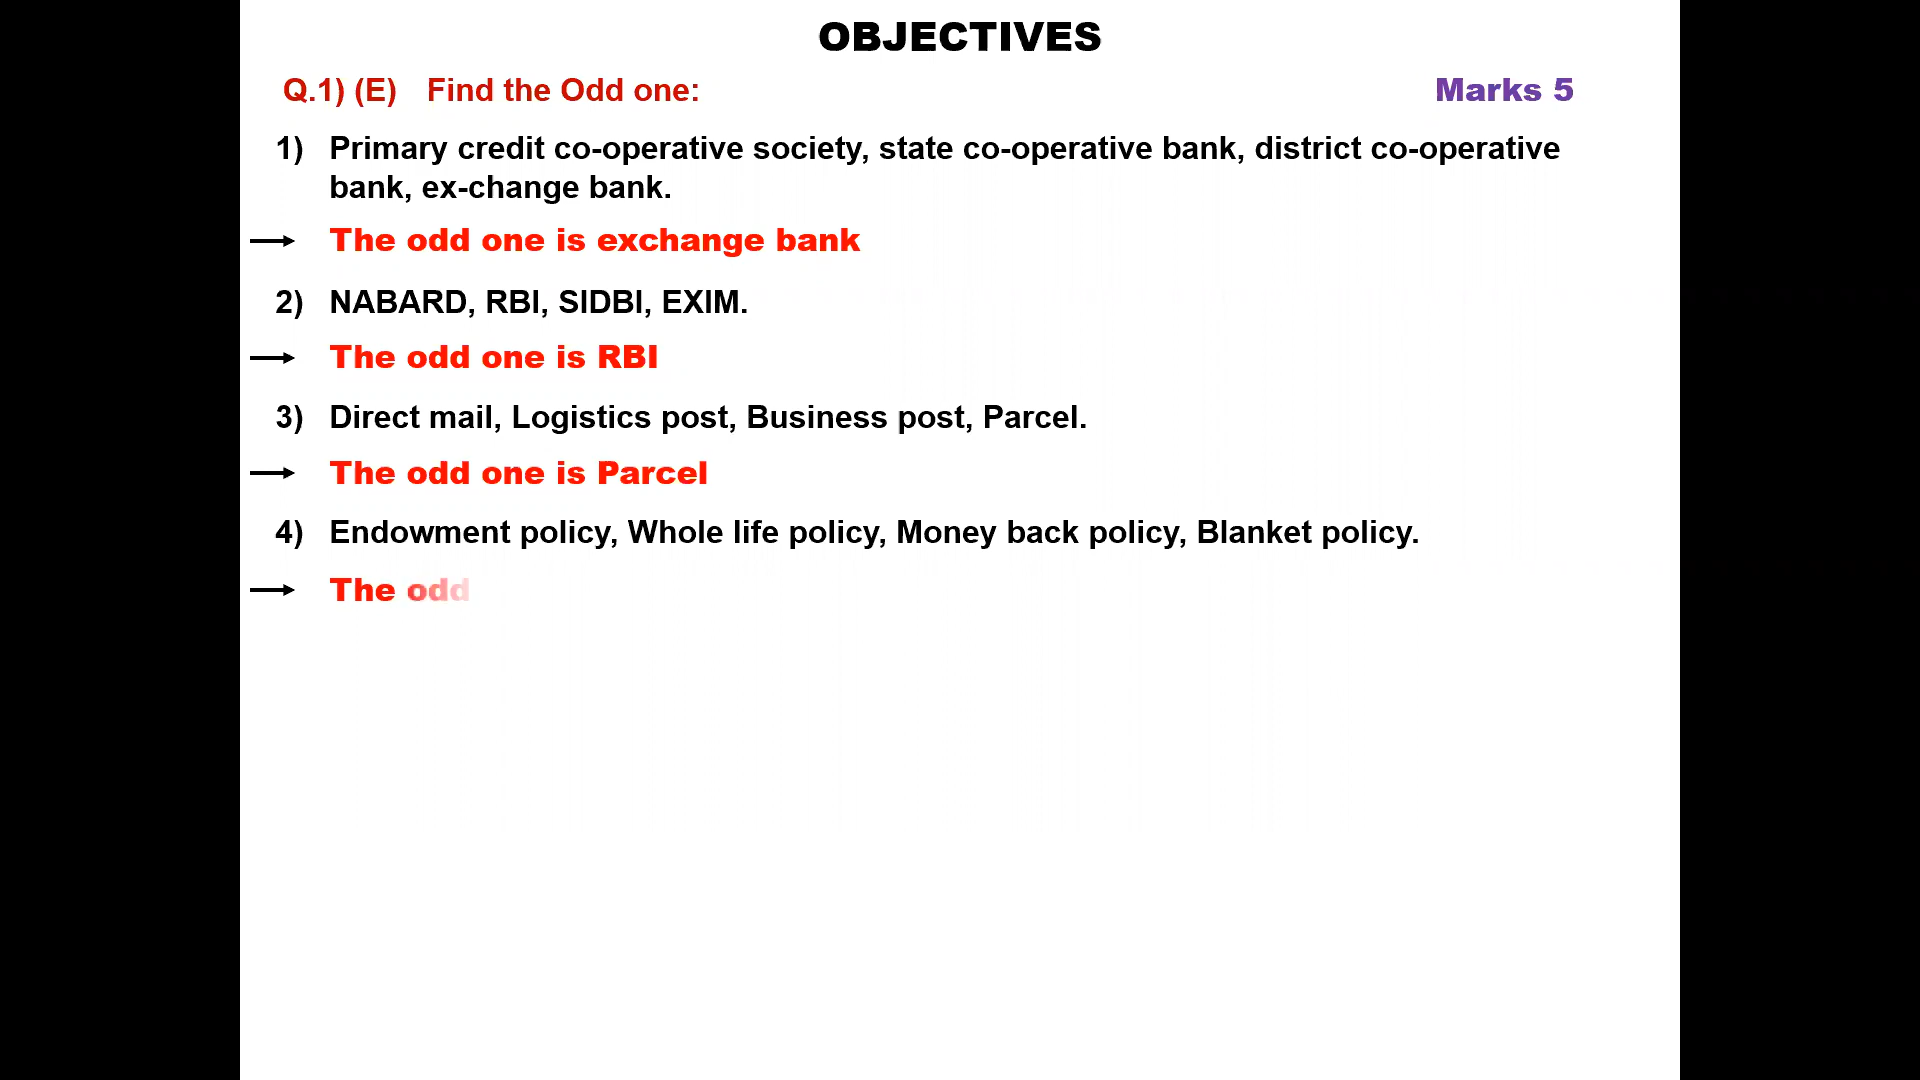 OBJECTIVES
Q.1) (E) Find the Odd one: Marks 5
1) Primary credit co-operative society, state co-operative bank, district co-operative
bank, ex-change bank.
The odd one is exchange bank
2) NABARD, RBI, SIDBI, EXIM.
The odd one is RBI
3) Direct mail, Logistics post, Business post, Parcel.
The odd one is Parcel
4) Endowment policy, Whole life policy, Money back policy, Blanket policy.
The odd